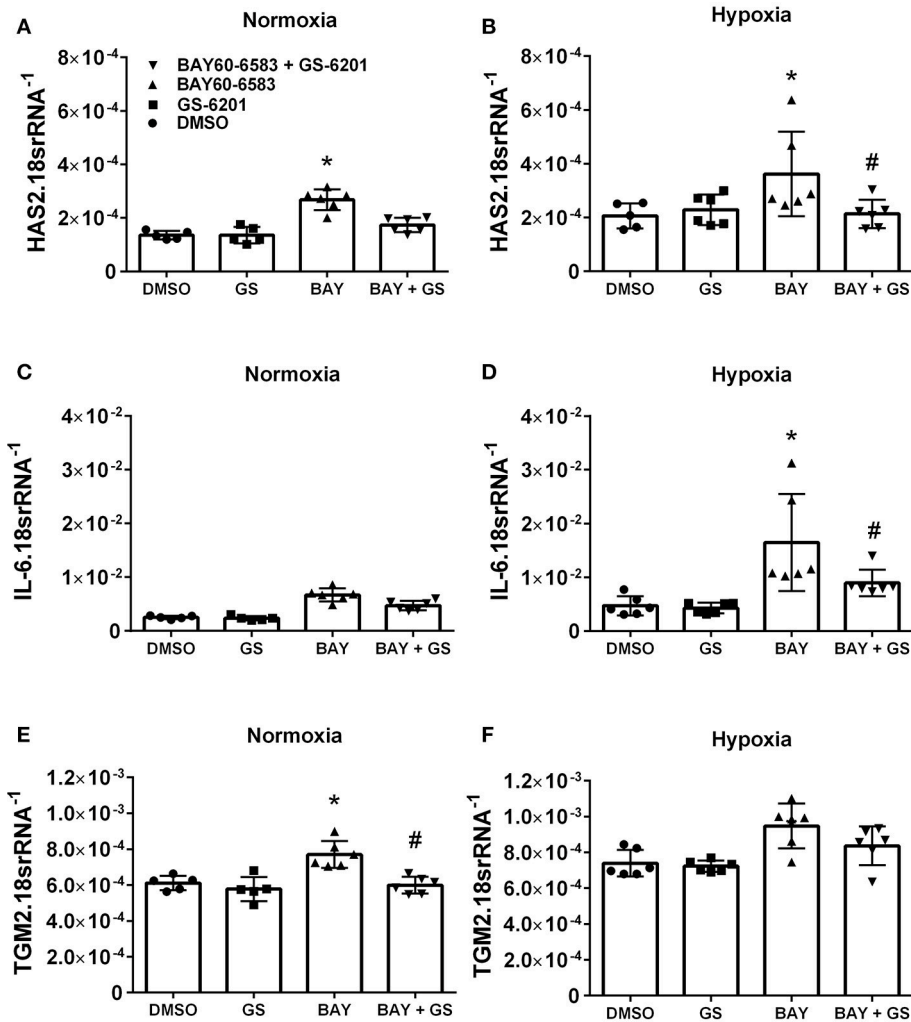 A
Normoxia
HAS2.18srRNA-1
8×10-4
6×10-4
4×10-4
2×10-4
0
▼ BAY60-6583 + GS-6201
▲ BAY60-6583
■ GS-6201
● DMSO
*
DMSO GS BAY BAY + GS
B
Hypoxia
HAS2.18srRNA-1
8×10-4
6×10-4
4×10-4
2×10-4
0
*
#
DMSO GS BAY BAY + GS
C
Normoxia
IL-6.18srRNA-1
4×10-2
3×10-2
2×10-2
1×10-2
0
DMSO GS BAY BAY + GS
D
Hypoxia
IL-6.18srRNA-1
4×10-2
3×10-2
2×10-2
1×10-2
0
*
#
DMSO GS BAY BAY + GS
E
Normoxia
TGM2.18srRNA-1
1.2×10-3
1.0×10-3
8.0×10-4
6.0×10-4
4.0×10-4
2.0×10-4
0
*
#
DMSO GS BAY BAY + GS
F
Hypoxia
TGM2.18srRNA-1
1.2×10-3
1.0×10-3
8.0×10-4
6.0×10-4
4.0×10-4
2.0×10-4
0
DMSO GS BAY BAY + GS